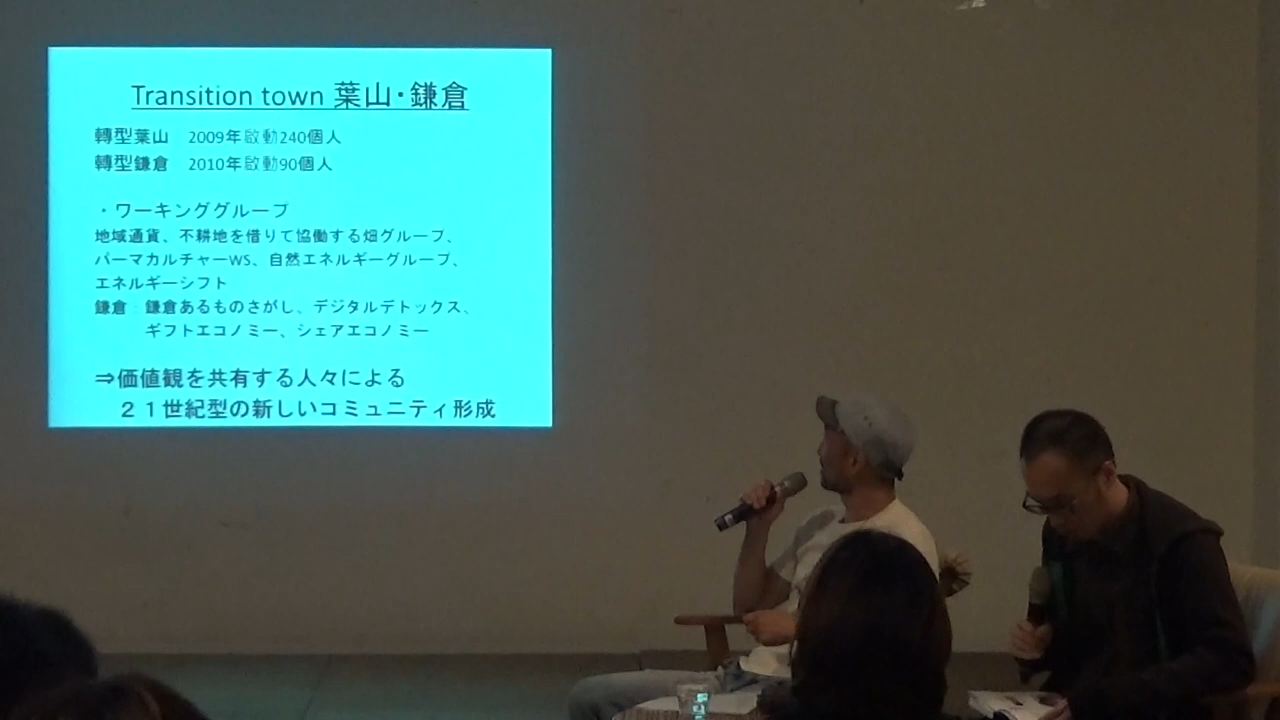 Transition town 葉山・鎌倉
轉型葉山　2009年啟動240個人
轉型鎌倉　2010年啟動90個人
・ワーキンググループ
地域通貨、不耕地を借りて協働する畑グループ、
パーマカルチャーWS、自然エネルギーグループ、
エネルギーシフト
鎌倉：鎌倉あるものさがし、デジタルデトックス、
ギフトエコノミー、シェアエコノミー
⇒価値観を共有する人々による
２１世紀型の新しいコミュニティ形成